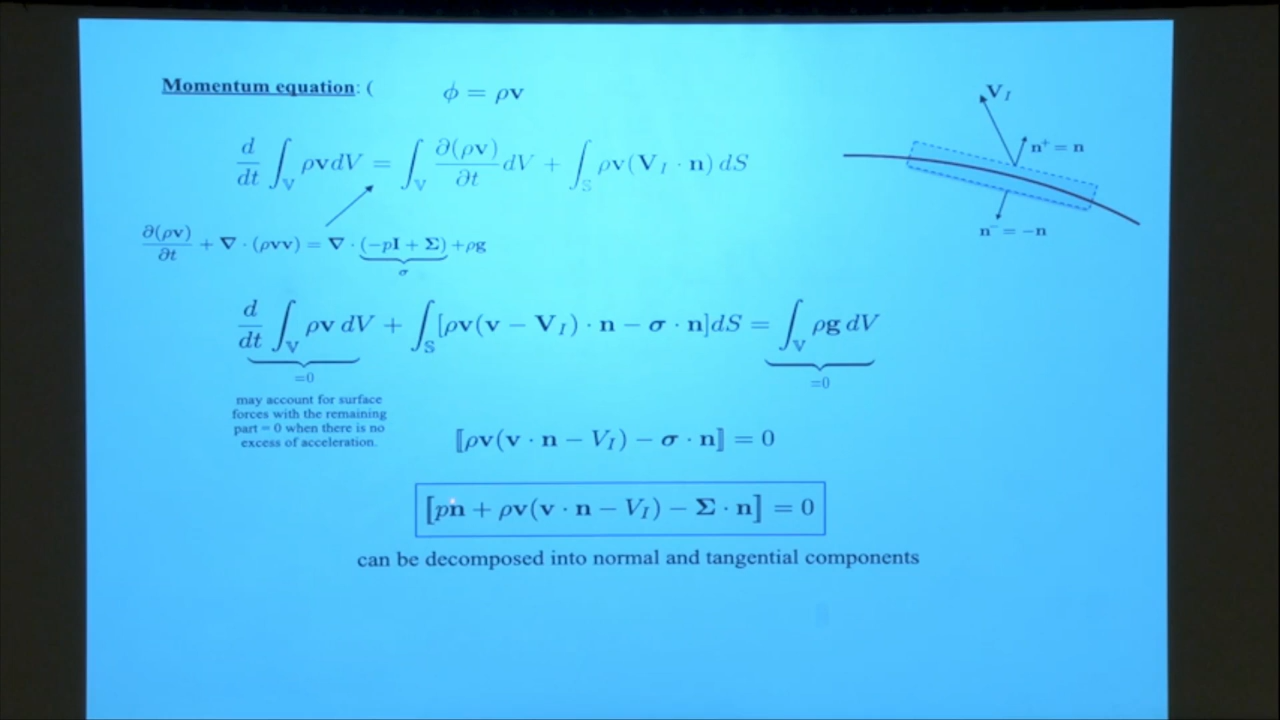 Momentum equation: ( φ = ρv
d/dt ∫_𝕍 ρv dV = ∫_𝕍 ∂(ρv)/∂t dV + ∫_𝕊 ρv(V_I · n) dS
V_I
n⁺ = n
n⁻ = −n
∂(ρv)/∂t + ∇ · (ρvv) = ∇ · (−pI + Σ) + ρg
σ
d/dt ∫_𝕍 ρv dV + ∫_𝕊 [ρv(v − V_I) · n − σ · n]dS = ∫_𝕍 ρg dV
=0
=0
may account for surface
forces with the remaining
part = 0 when there is no
excess of acceleration.
⟦ρv(v · n − V_I) − σ · n⟧ = 0
[pn + ρv(v · n − V_I) − Σ · n] = 0
can be decomposed into normal and tangential components